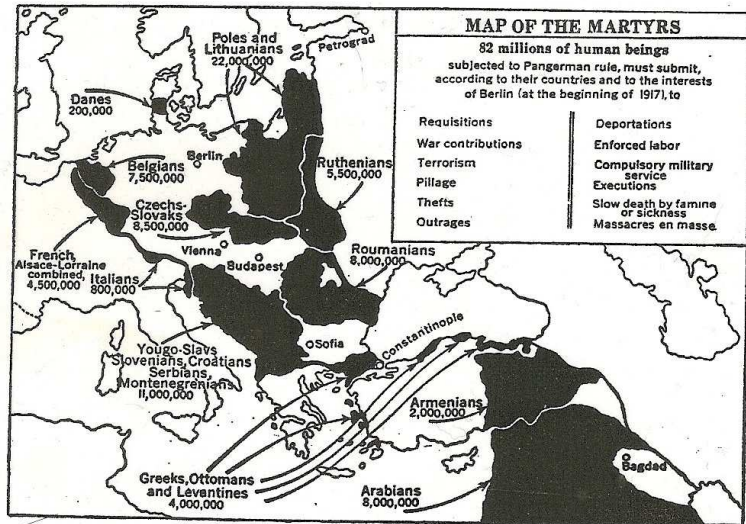 MAP OF THE MARTYRS
82 millions of human beings
subjected to Pangerman rule, must submit,
according to their countries and to the interests
of Berlin (at the beginning of 1917), to
Requisitions
War contributions
Terrorism
Pillage
Thefts
Outrages
Deportations
Enforced labor
Compulsory military
service
Executions
Slow death by famine
or sickness
Massacres en masse.
Poles and
Lithuanians
22,000,000
Petrograd
Danes
200,000
Berlin
Belgians
7,500,000
Ruthenians
5,500,000
Czechs-
Slovaks
8,500,000
Vienna
Budapest
Roumanians
8,000,000
French,
Alsace-Lorraine
combined,
4,500,000
Italians
800,000
Sofia
Constantinople
Yougo-Slavs
Slovenians, Croatians
Serbians,
Montenegrenians
11,000,000
Armenians
2,000,000
Greeks, Ottomans
and Levantines
4,000,000
Arabians
8,000,000
Bagdad